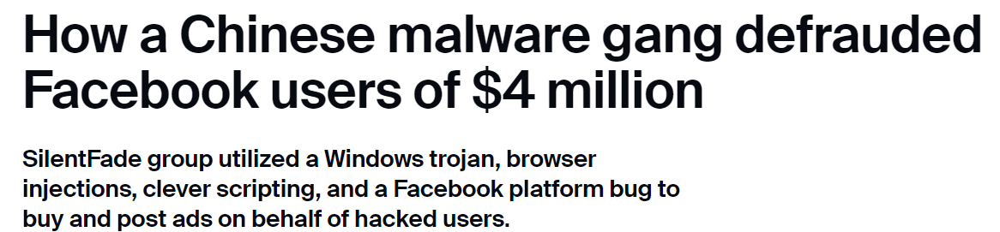 How a Chinese malware gang defrauded
Facebook users of $4 million
SilentFade group utilized a Windows trojan, browser
injections, clever scripting, and a Facebook platform bug to
buy and post ads on behalf of hacked users.